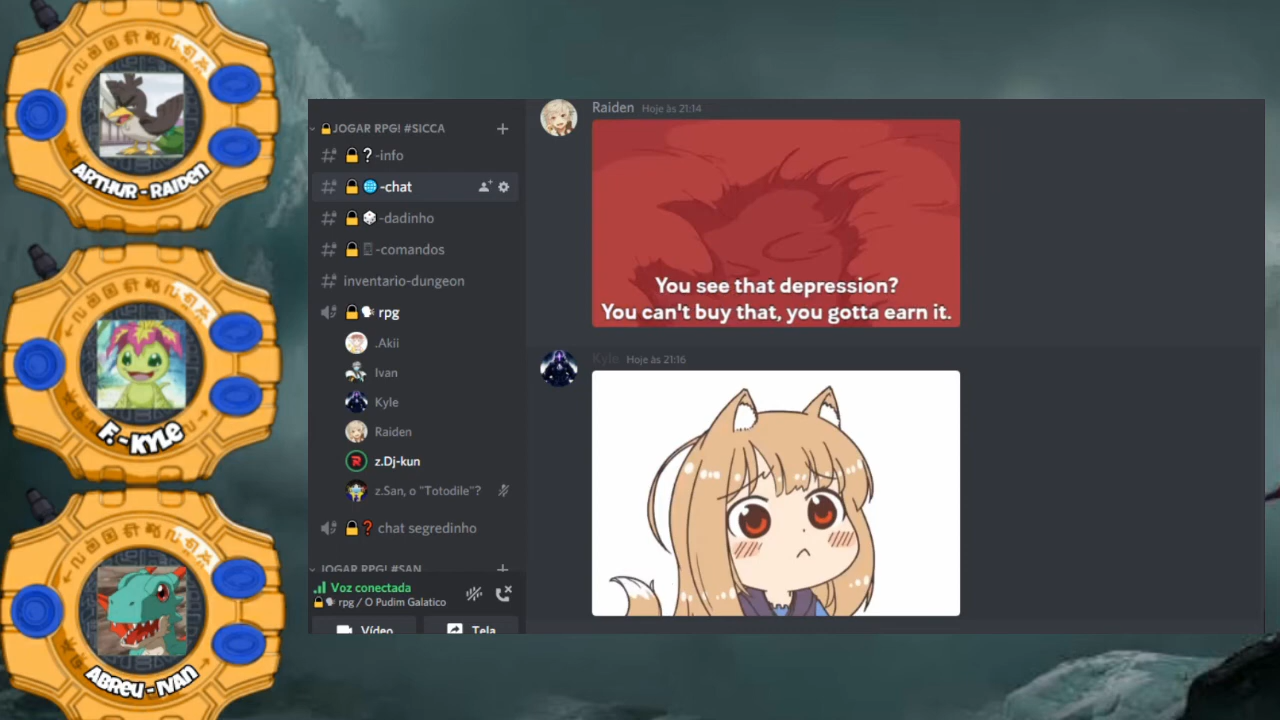 ARTHUR - RAIDEN
F. - KYLE
ABREU - IVAN
JOGAR RPG! #SICCA
-info
-chat
-dadinho
-comandos
inventario-dungeon
rpg
.Akii
Ivan
Kyle
Raiden
z.Dj-kun
z.San, o "Totodile"?
chat segredinho
JOGAR RPG! #SAN
Voz conectada
rpg / O Pudim Galatico
Vídeo
Tela
Raiden Hoje às 21:14
You see that depression?
You can't buy that, you gotta earn it.
Kyle Hoje às 21:16